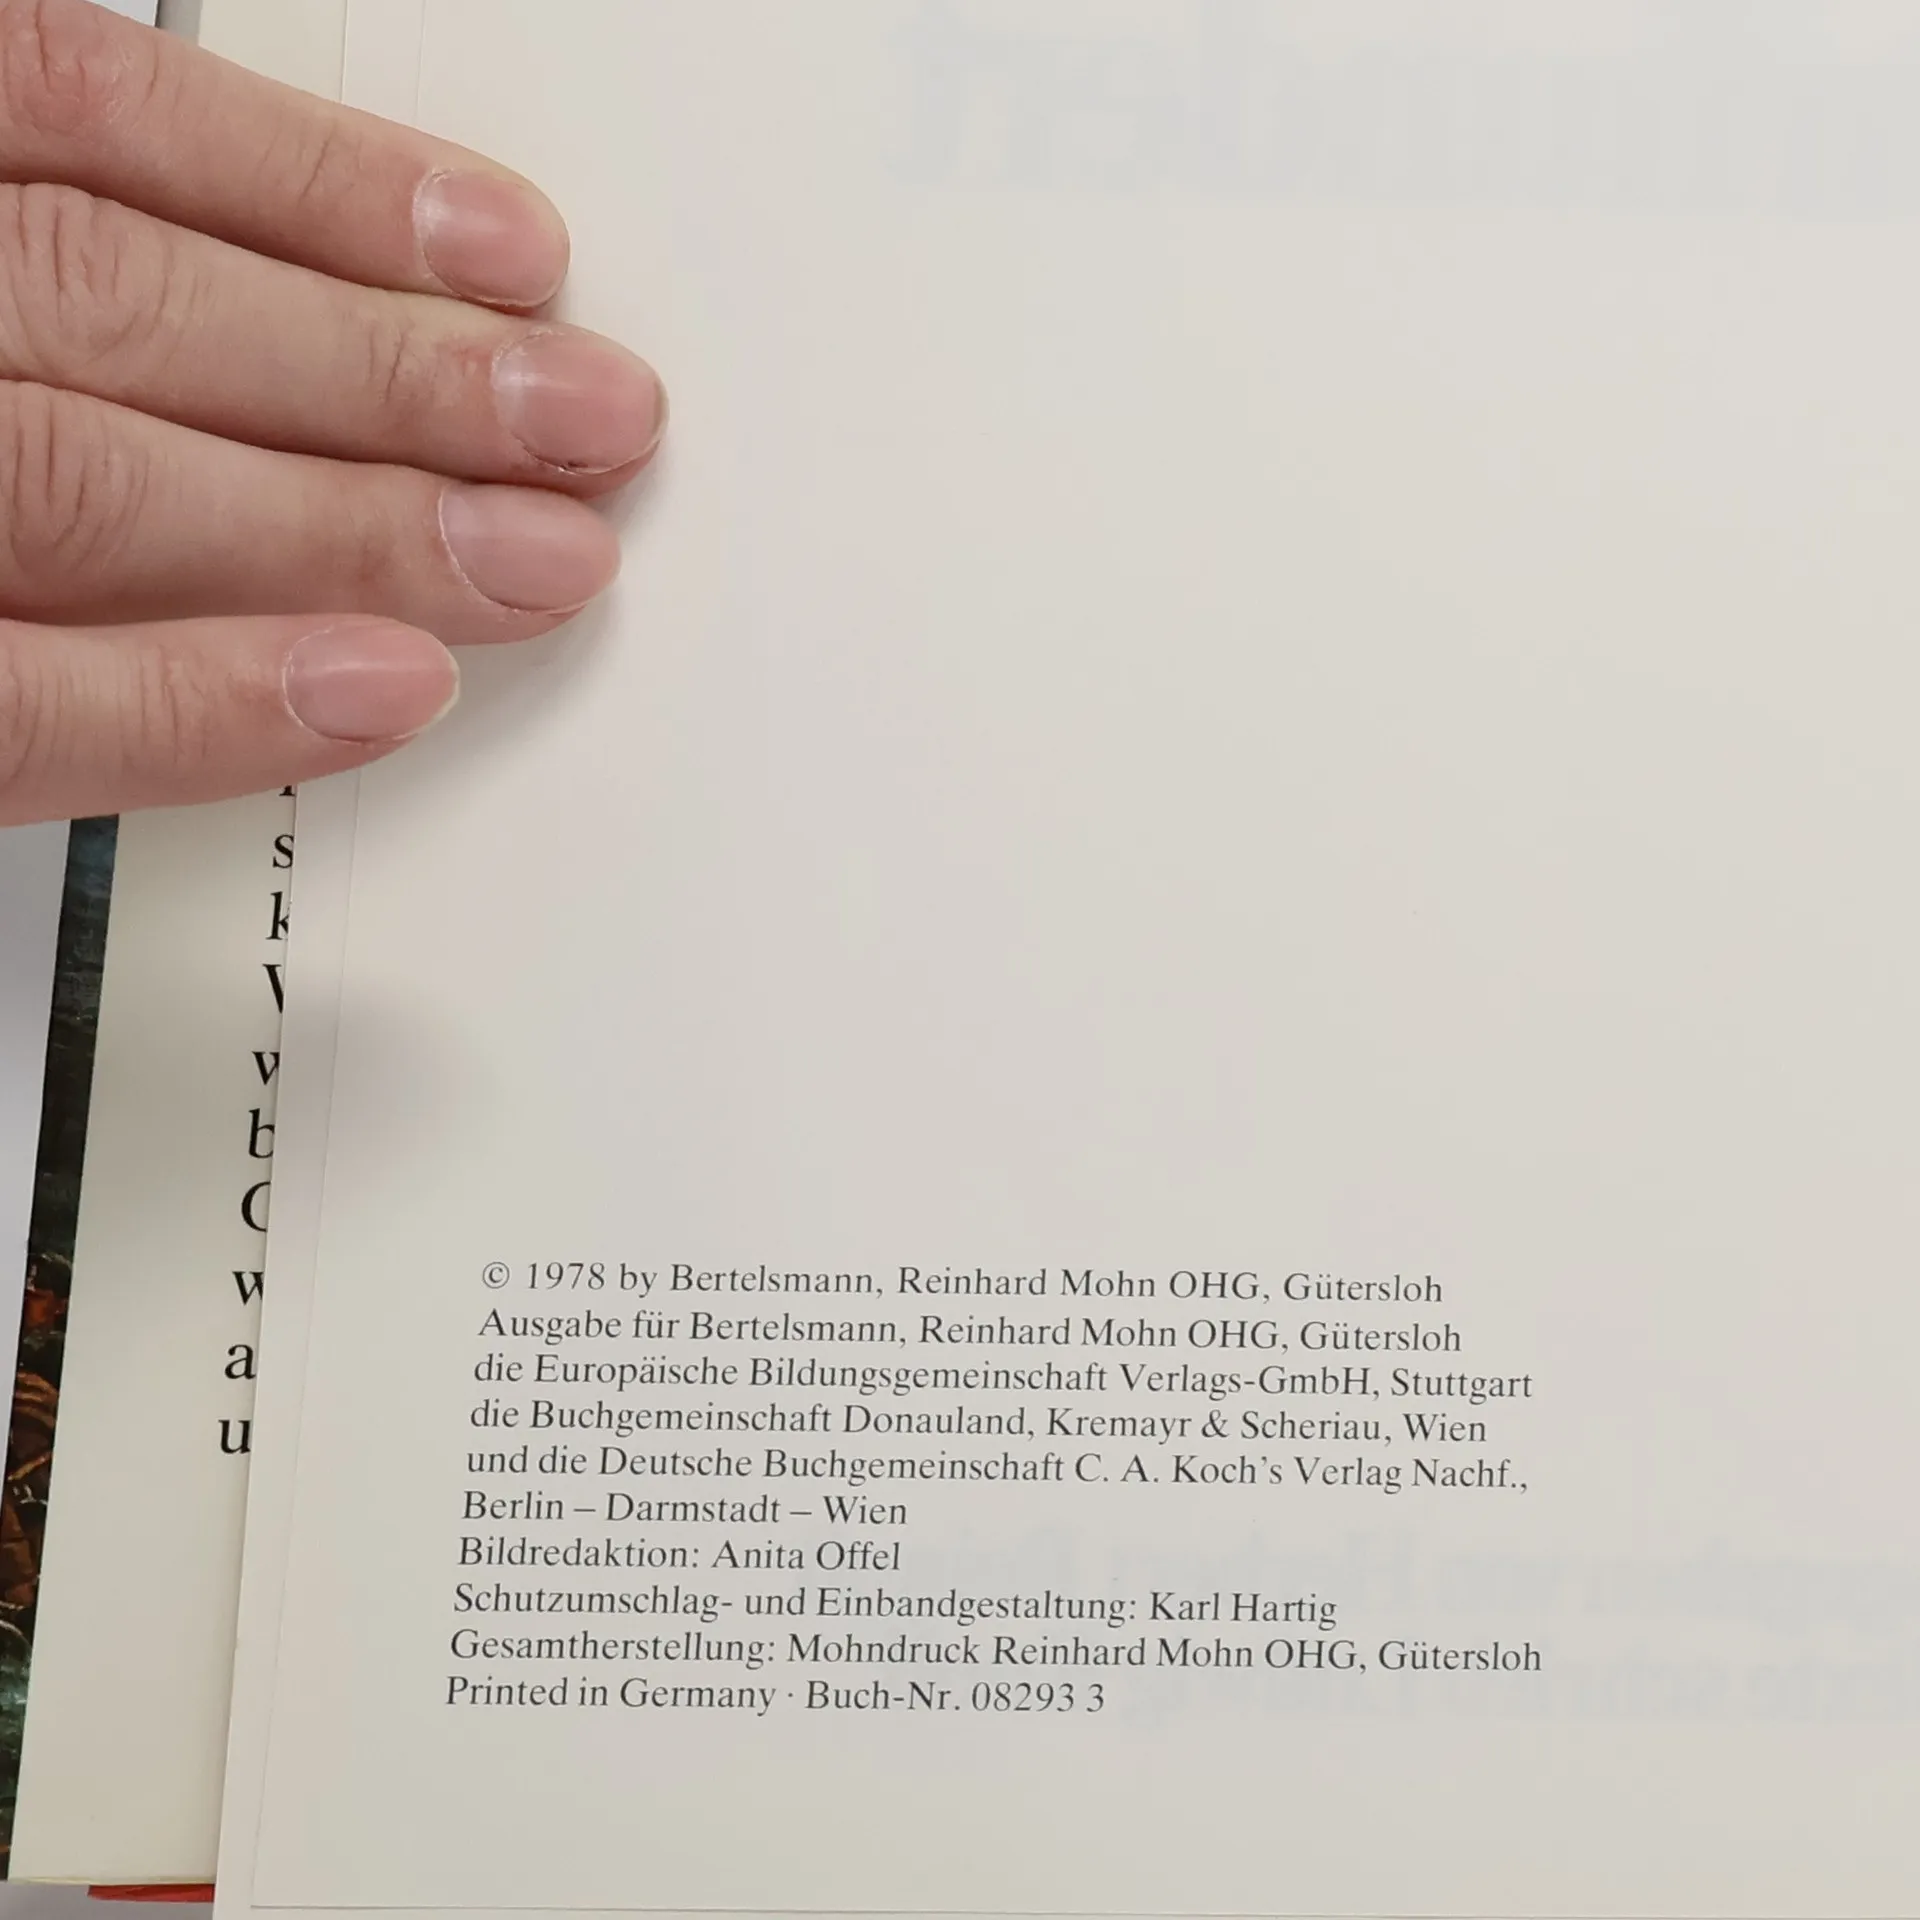 s
k
w
b
a
u
© 1978 by Bertelsmann, Reinhard Mohn OHG, Gütersloh
Ausgabe für Bertelsmann, Reinhard Mohn OHG, Gütersloh
die Europäische Bildungsgemeinschaft Verlags-GmbH, Stuttgart
die Buchgemeinschaft Donauland, Kremayr & Scheriau, Wien
und die Deutsche Buchgemeinschaft C. A. Koch's Verlag Nachf.,
Berlin – Darmstadt – Wien
Bildredaktion: Anita Offel
Schutzumschlag- und Einbandgestaltung: Karl Hartig
Gesamtherstellung: Mohndruck Reinhard Mohn OHG, Gütersloh
Printed in Germany · Buch-Nr. 08293 3